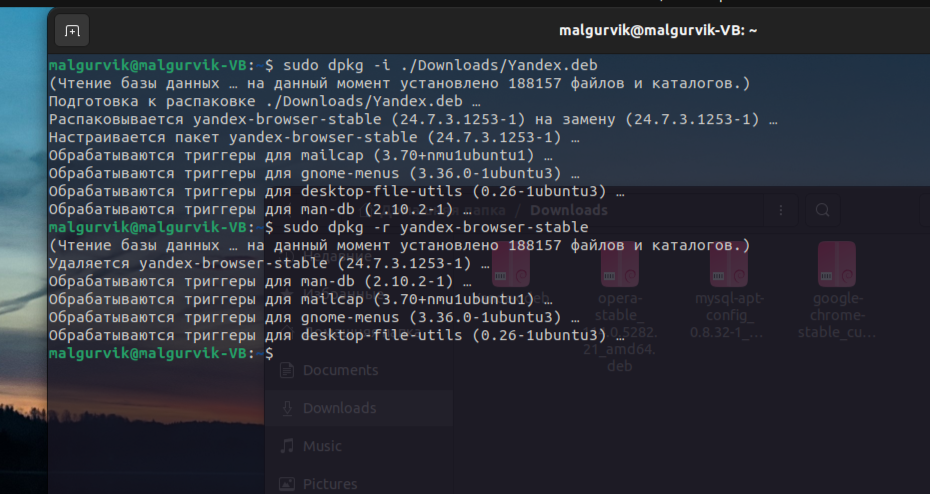 malgurvik@malgurvik-VB: ~
malgurvik@malgurvik-VB:~$ sudo dpkg -i ./Downloads/Yandex.deb
(Чтение базы данных … на данный момент установлено 188157 файлов и каталогов.)
Подготовка к распаковке ./Downloads/Yandex.deb …
Распаковывается yandex-browser-stable (24.7.3.1253-1) на замену (24.7.3.1253-1) …
Настраивается пакет yandex-browser-stable (24.7.3.1253-1) …
Обрабатываются триггеры для mailcap (3.70+nmu1ubuntu1) …
Обрабатываются триггеры для gnome-menus (3.36.0-1ubuntu3) …
Обрабатываются триггеры для desktop-file-utils (0.26-1ubuntu3) …
Обрабатываются триггеры для man-db (2.10.2-1) …
malgurvik@malgurvik-VB:~$ sudo dpkg -r yandex-browser-stable
(Чтение базы данных … на данный момент установлено 188157 файлов и каталогов.)
Удаляется yandex-browser-stable (24.7.3.1253-1) …
Обрабатываются триггеры для man-db (2.10.2-1) …
Обрабатываются триггеры для mailcap (3.70+nmu1ubuntu1) …
Обрабатываются триггеры для gnome-menus (3.36.0-1ubuntu3) …
Обрабатываются триггеры для desktop-file-utils (0.26-1ubuntu3) …
malgurvik@malgurvik-VB:~$
папка / Downloads
Недавние
Documents
Downloads
Music
Pictures
opera-
stable_
5282.
21_amd64.
deb
mysql-apt-
config_
0.8.32-1_…
google-
chrome-
stable_cu…